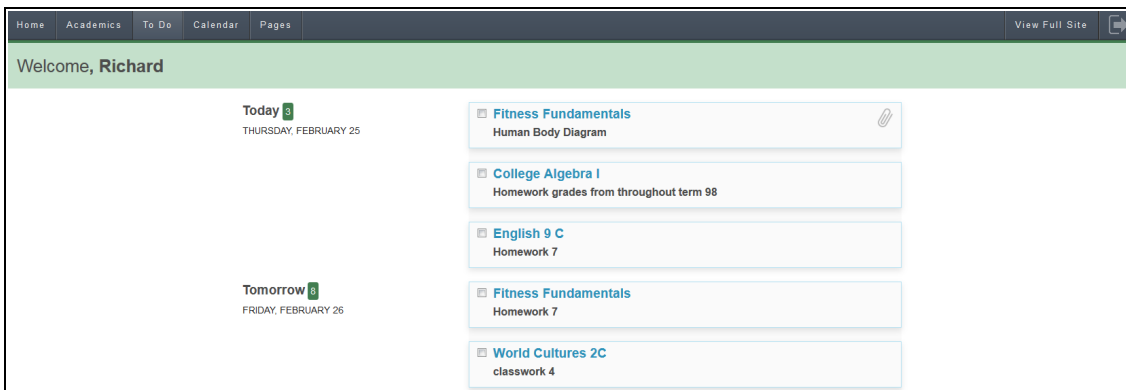 Home Academics To Do Calendar Pages View Full Site
Welcome, Richard
Today 3
THURSDAY, FEBRUARY 25
Fitness Fundamentals
Human Body Diagram
College Algebra I
Homework grades from throughout term 98
English 9 C
Homework 7
Tomorrow 8
FRIDAY, FEBRUARY 26
Fitness Fundamentals
Homework 7
World Cultures 2C
classwork 4